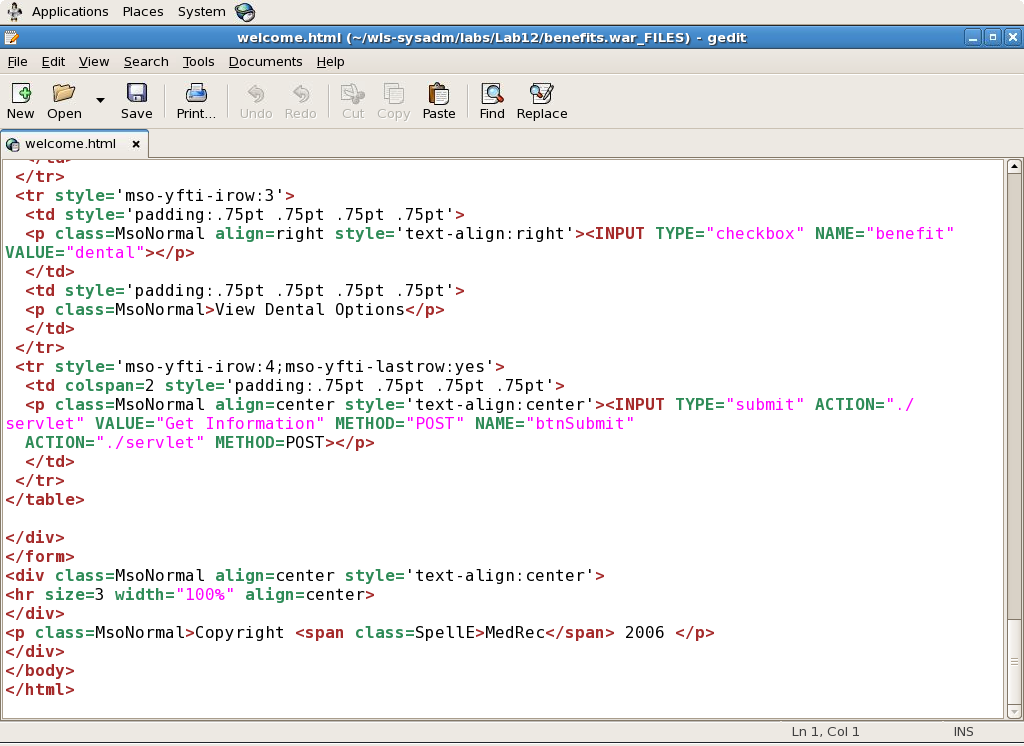 Applications Places System
welcome.html (~/wls-sysadm/labs/Lab12/benefits.war_FILES) - gedit
File Edit View Search Tools Documents Help
New Open Save Print... Undo Redo Cut Copy Paste Find Replace
welcome.html
</td>
 </tr>
 <tr style='mso-yfti-irow:3'>
  <td style='padding:.75pt .75pt .75pt .75pt'>
  <p class=MsoNormal align=right style='text-align:right'><INPUT TYPE="checkbox" NAME="benefit"
VALUE="dental"></p>
  </td>
  <td style='padding:.75pt .75pt .75pt .75pt'>
  <p class=MsoNormal>View Dental Options</p>
  </td>
 </tr>
 <tr style='mso-yfti-irow:4;mso-yfti-lastrow:yes'>
  <td colspan=2 style='padding:.75pt .75pt .75pt .75pt'>
  <p class=MsoNormal align=center style='text-align:center'><INPUT TYPE="submit" ACTION="./
servlet" VALUE="Get Information" METHOD="POST" NAME="btnSubmit"
  ACTION="./servlet" METHOD=POST></p>
  </td>
 </tr>
</table>
</div>
</form>
<div class=MsoNormal align=center style='text-align:center'>
<hr size=3 width="100%" align=center>
</div>
<p class=MsoNormal>Copyright <span class=SpellE>MedRec</span> 2006 </p>
</div>
</body>
</html>
Ln 1, Col 1 INS